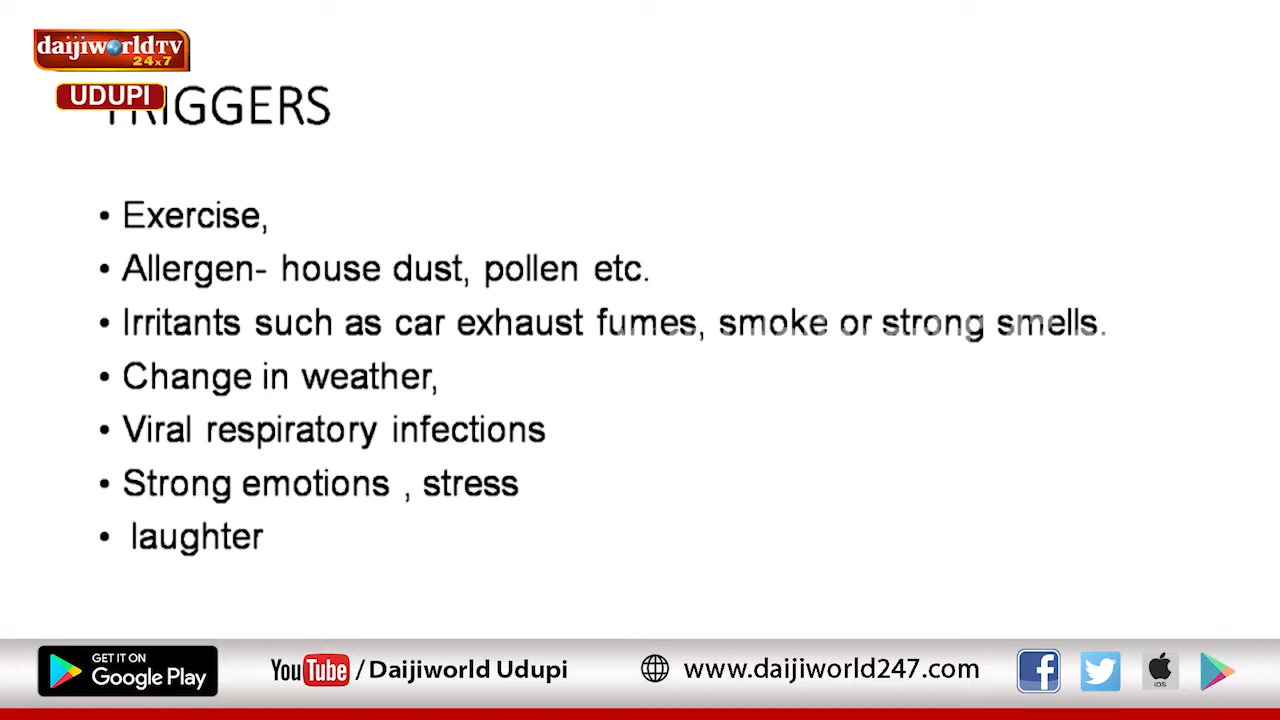 daijiworldTV
24x7
UDUPI
TRIGGERS
• Exercise,
• Allergen- house dust, pollen etc.
• Irritants such as car exhaust fumes, smoke or strong smells.
• Change in weather,
• Viral respiratory infections
• Strong emotions , stress
• laughter
GET IT ON
Google Play
YouTube / Daijiworld Udupi
www.daijiworld247.com
f
iOS